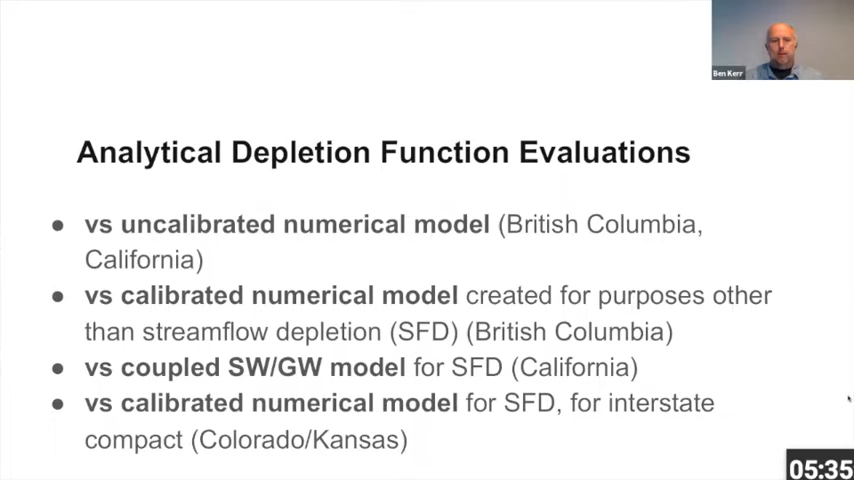 Ben Kerr
Analytical Depletion Function Evaluations
● vs uncalibrated numerical model (British Columbia,
California)
● vs calibrated numerical model created for purposes other
than streamflow depletion (SFD) (British Columbia)
● vs coupled SW/GW model for SFD (California)
● vs calibrated numerical model for SFD, for interstate
compact (Colorado/Kansas)
05:35